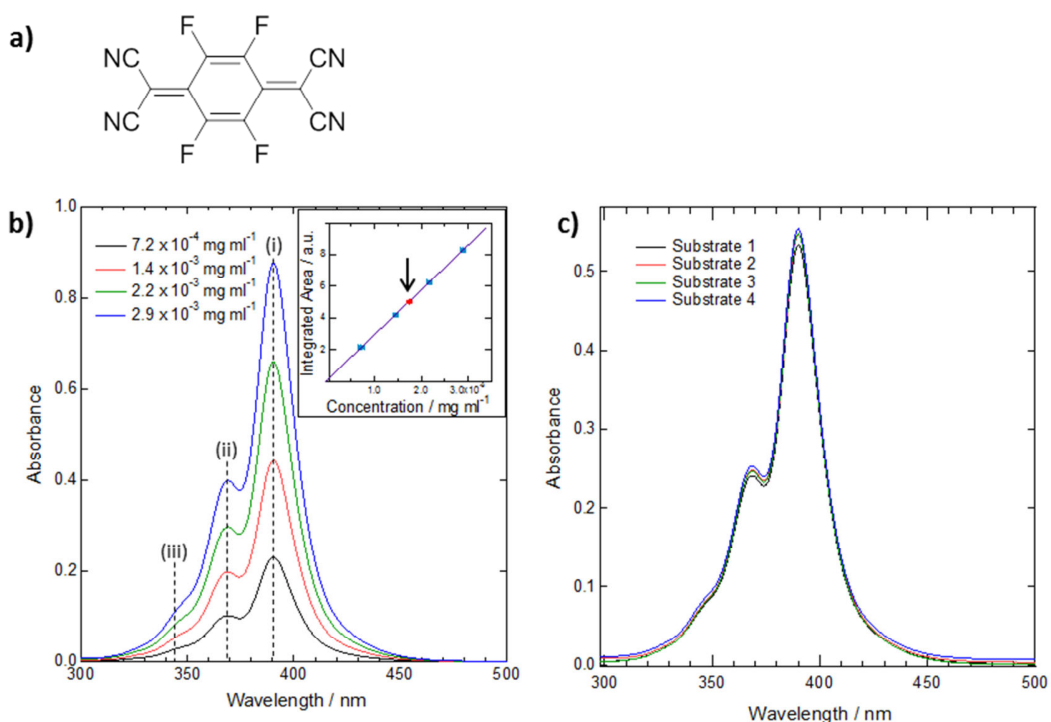 a)
F F
NC CN
NC CN
F F
b)
1.0
0.8
0.6
0.4
0.2
0.0
Absorbance
300 400 500
Wavelength / nm
7.2 x 10⁻⁴ mg ml⁻¹
1.4 x 10⁻³ mg ml⁻¹
2.2 x 10⁻³ mg ml⁻¹
2.9 x 10⁻³ mg ml⁻¹
(i)
(ii)
(iii)
Integrated Area / a.u.
8
6
4
2
1.0 2.0 3.0x10⁻⁶
Concentration / mg ml⁻¹
c)
Absorbance
0.5
0.4
0.3
0.2
0.1
0.0
300 350 400 450 500
Wavelength / nm
Substrate 1
Substrate 2
Substrate 3
Substrate 4